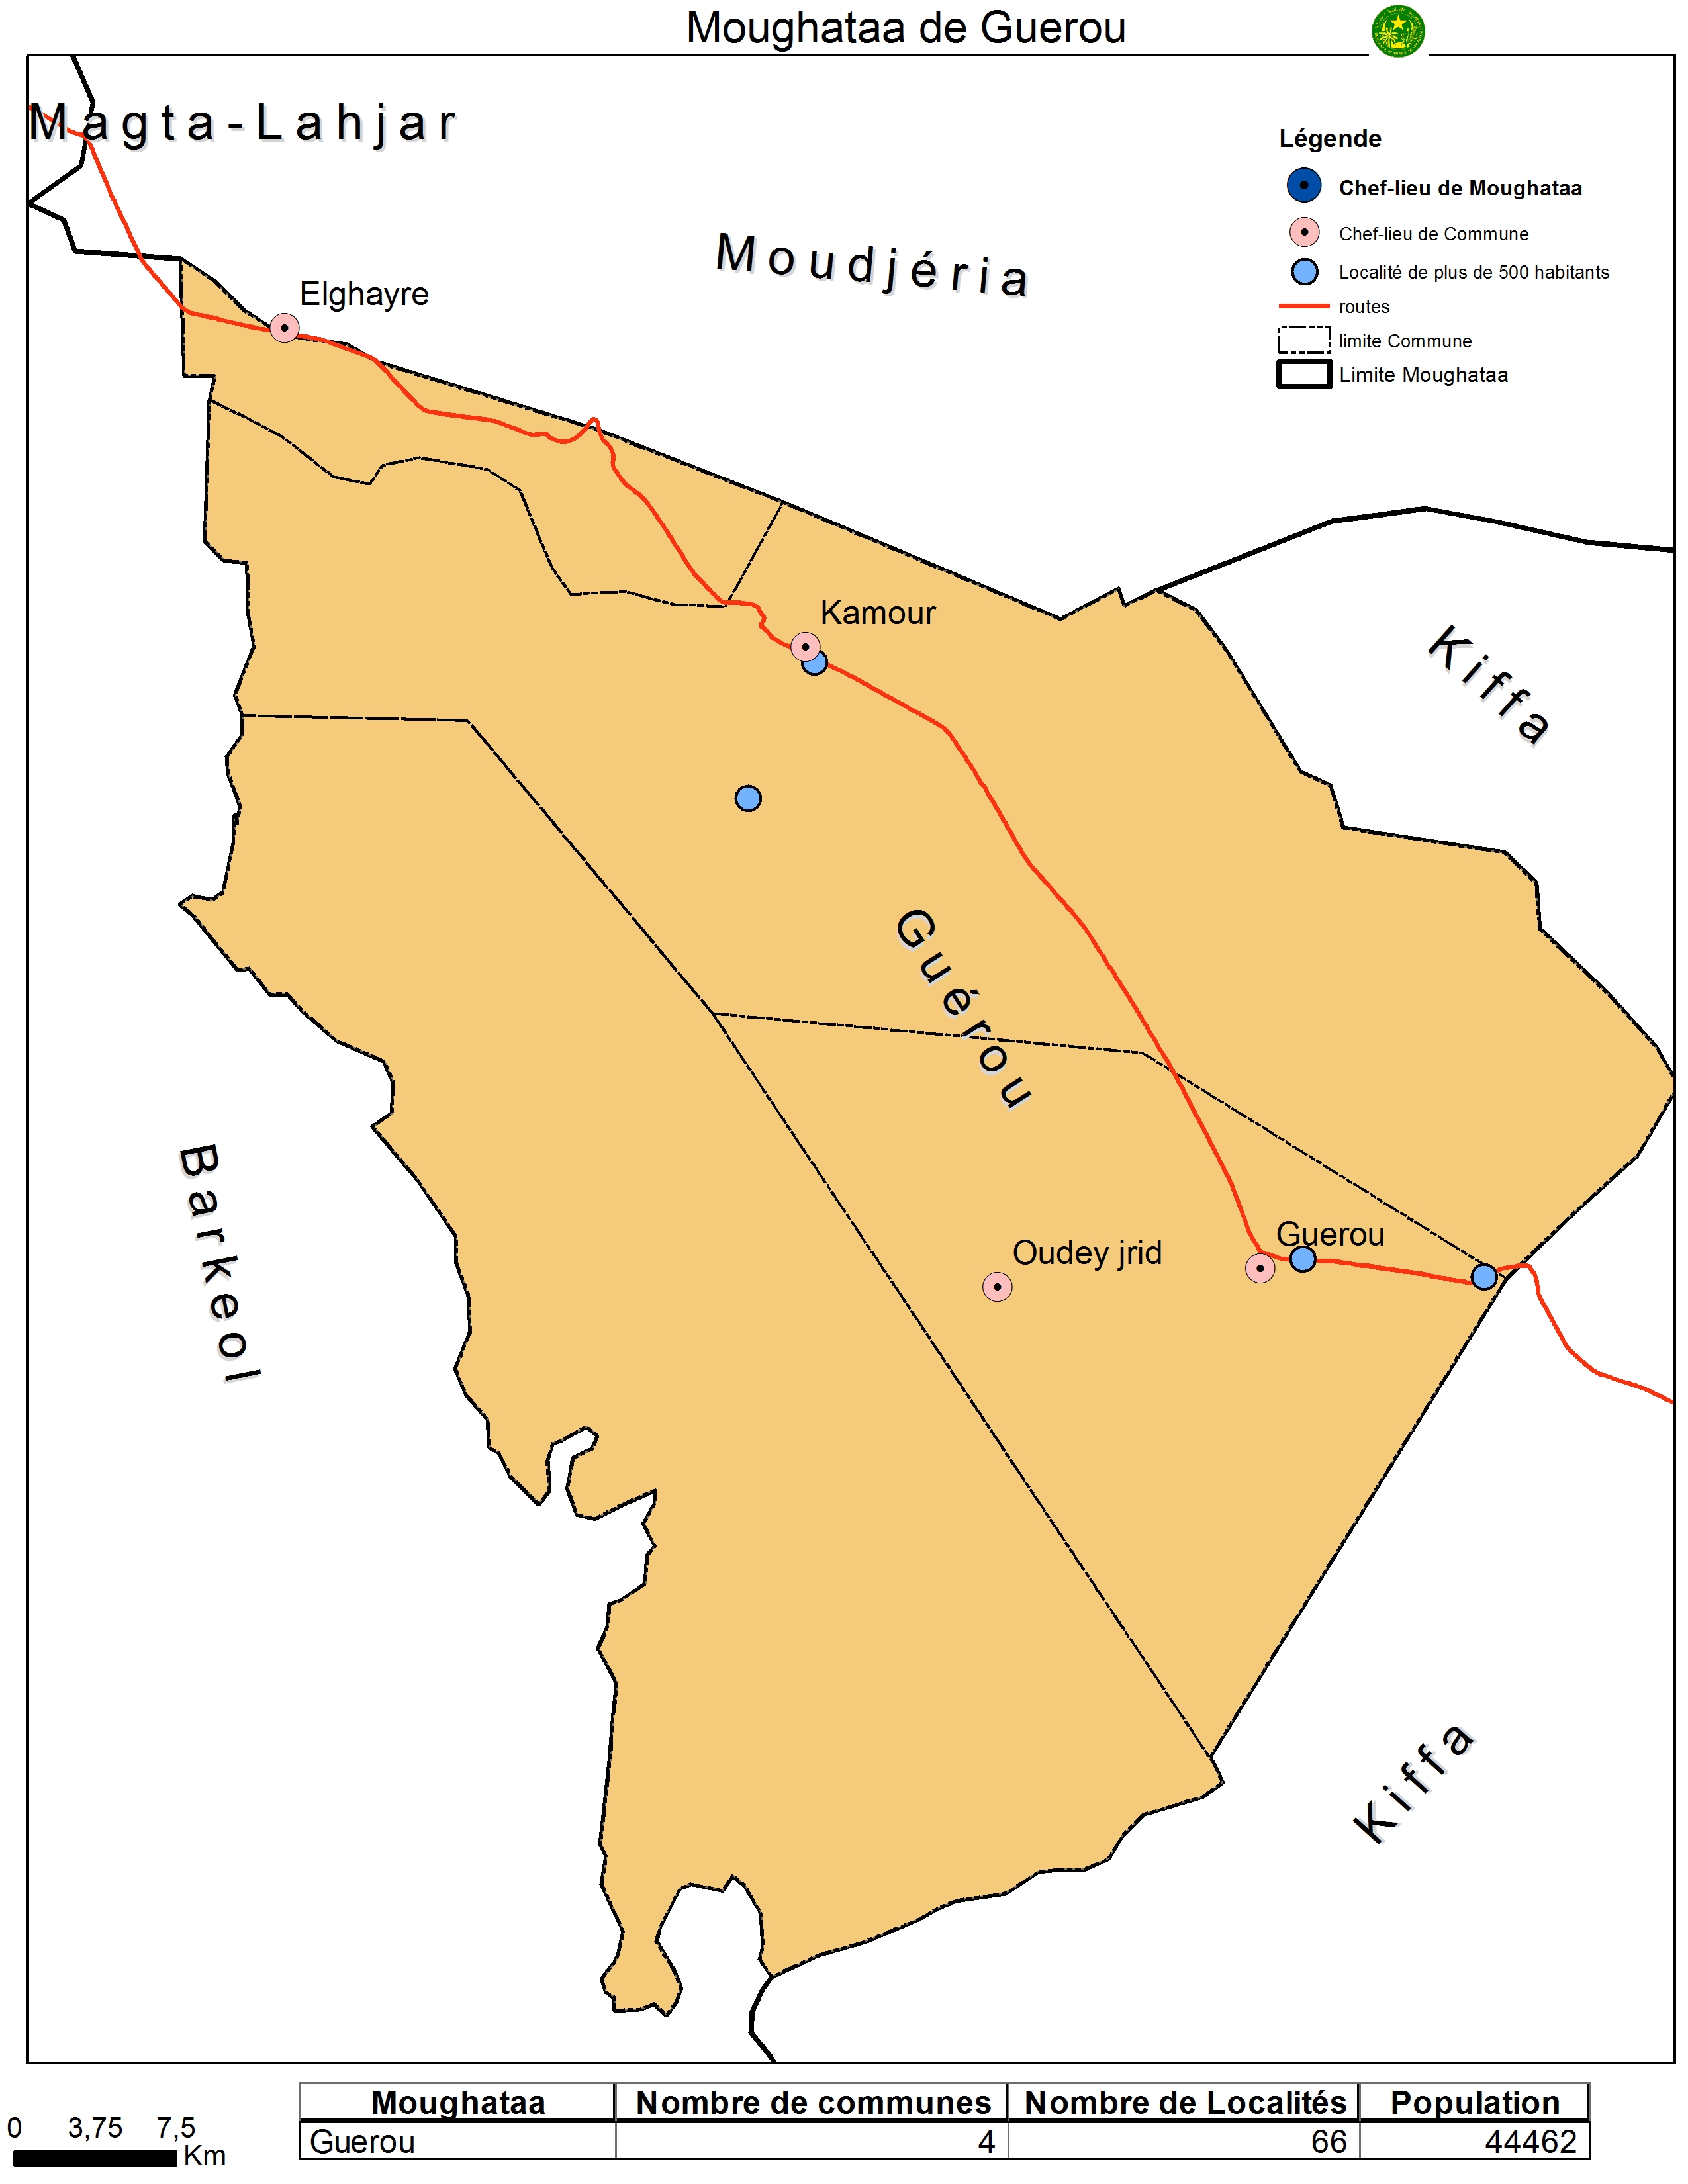 Moughataa de Guerou
Magta-Lahjar
Moudjéria
Légende
Chef-lieu de Moughataa
Chef-lieu de Commune
Localité de plus de 500 habitants
routes
limite Commune
Limite Moughataa
Elghayre
Kamour
Kiffa
Guérou
Barkeol
Oudey jrid
Guerou
Kiffa
0 3,75 7,5
Km
Moughataa Nombre de communes Nombre de Localités Population
Guerou 4 66 44462